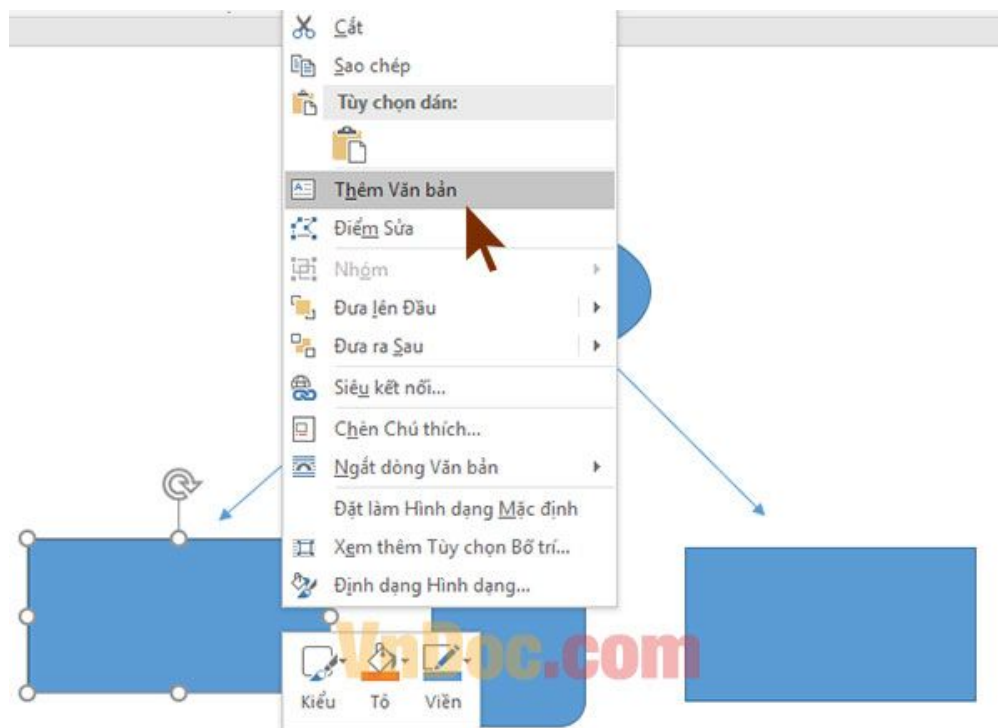 Cắt
Sao chép
Tùy chọn dán:
Thêm Văn bản
Điểm Sửa
Nhóm
Đưa lên Đầu
Đưa ra Sau
Siêu kết nối...
Chèn Chú thích...
Ngắt dòng Văn bản
Đặt làm Hình dạng Mặc định
Xem thêm Tùy chọn Bố trí...
Định dạng Hình dạng...
VnDoc.com
Kiểu Tô Viền